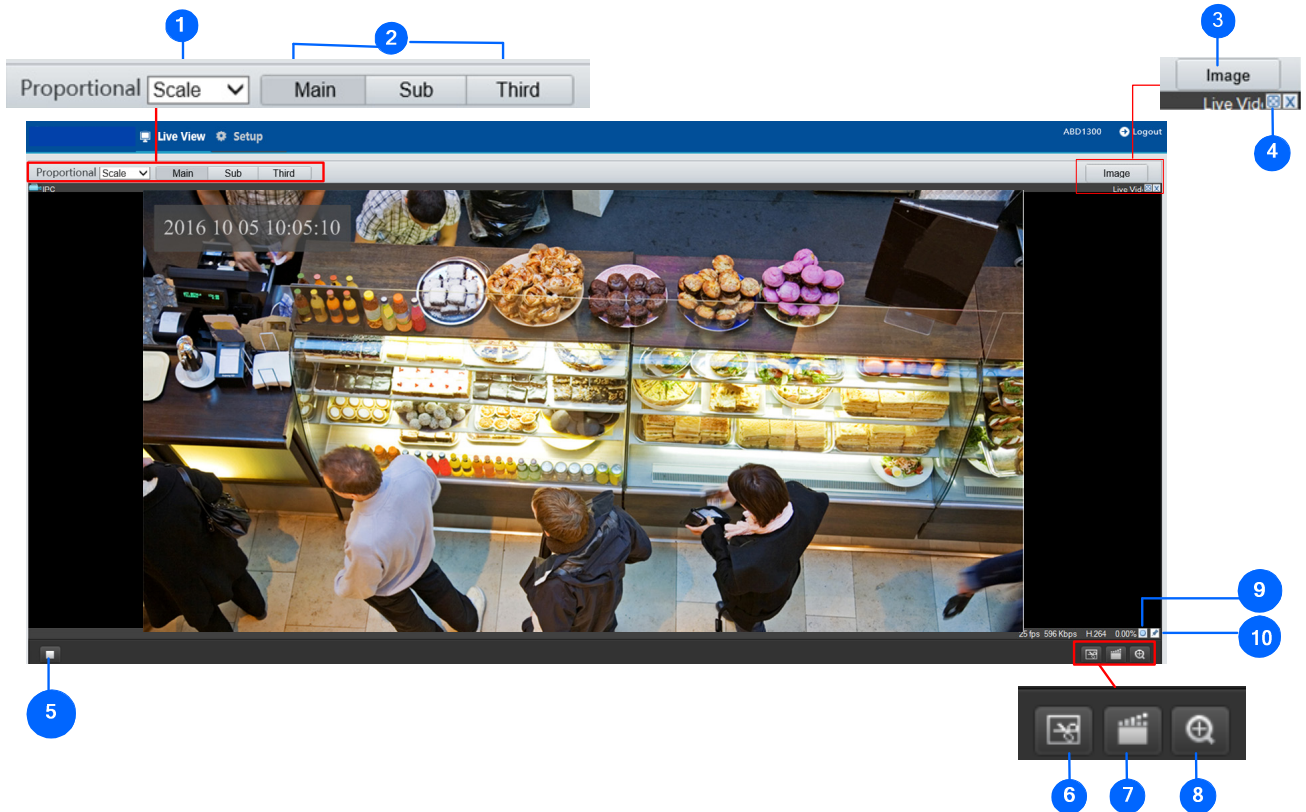 1
2
3
Proportional Scale Main Sub Third
Image
Live Vid
4
Live View Setup
ABD1300 Logout
Proportional Scale Main Sub Third
Image
IPC
Live Vid
2016 10 05 10:05:10
9
25 fps 596 Kbps H.264 0.00%
10
5
6
7
8